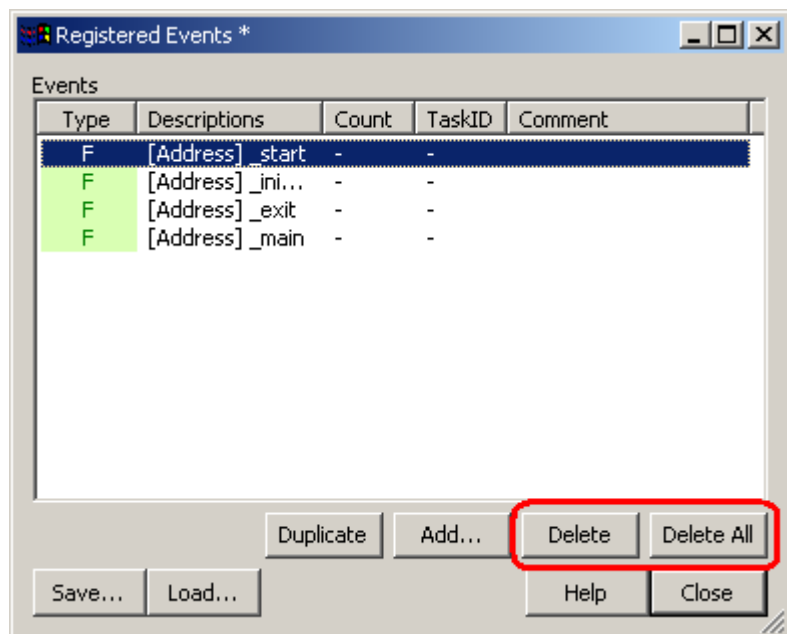 Registered Events *
Events
Type Descriptions Count TaskID Comment
F [Address] _start - -
F [Address] _ini... - -
F [Address] _exit - -
F [Address] _main - -
Duplicate Add... Delete Delete All
Save... Load... Help Close